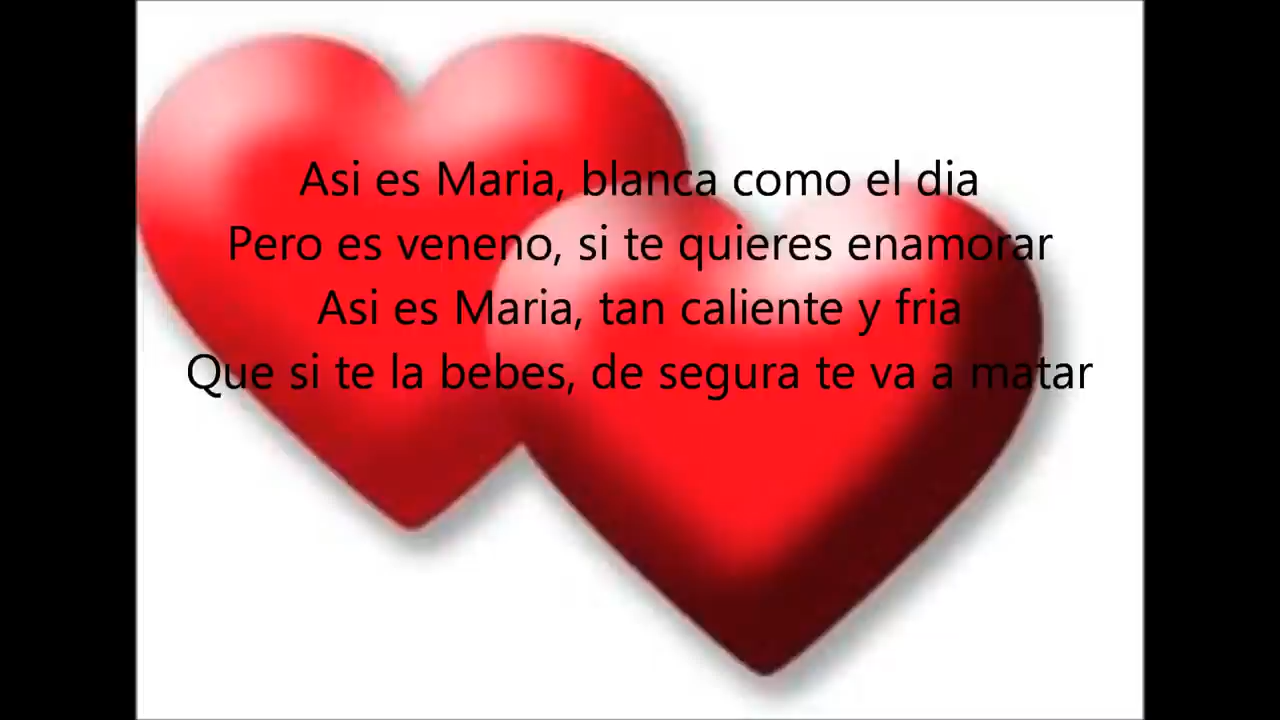 Asi es Maria, blanca como el dia
Pero es veneno, si te quieres enamorar
Asi es Maria, tan caliente y fria
Que si te la bebes, de segura te va a matar